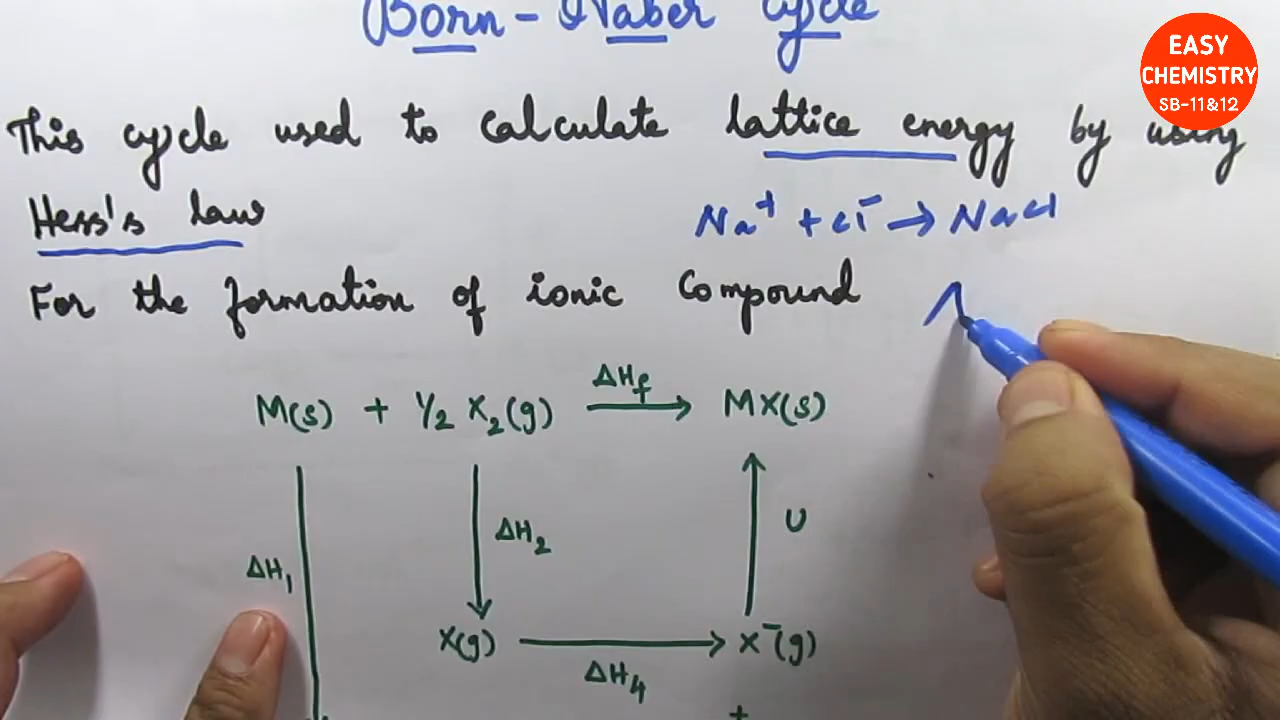 Born-Haber cycle
EASY
CHEMISTRY
SB-11&12
This cycle used to calculate lattice energy by using
Hess's law
Na⁺ + Cl⁻ → NaCl
For the formation of ionic compound
M(s) + 1/2 X₂(g) ΔHf → MX(s)
ΔH₁
ΔH₂
U
X(g) → X⁻(g)
ΔH₄
+